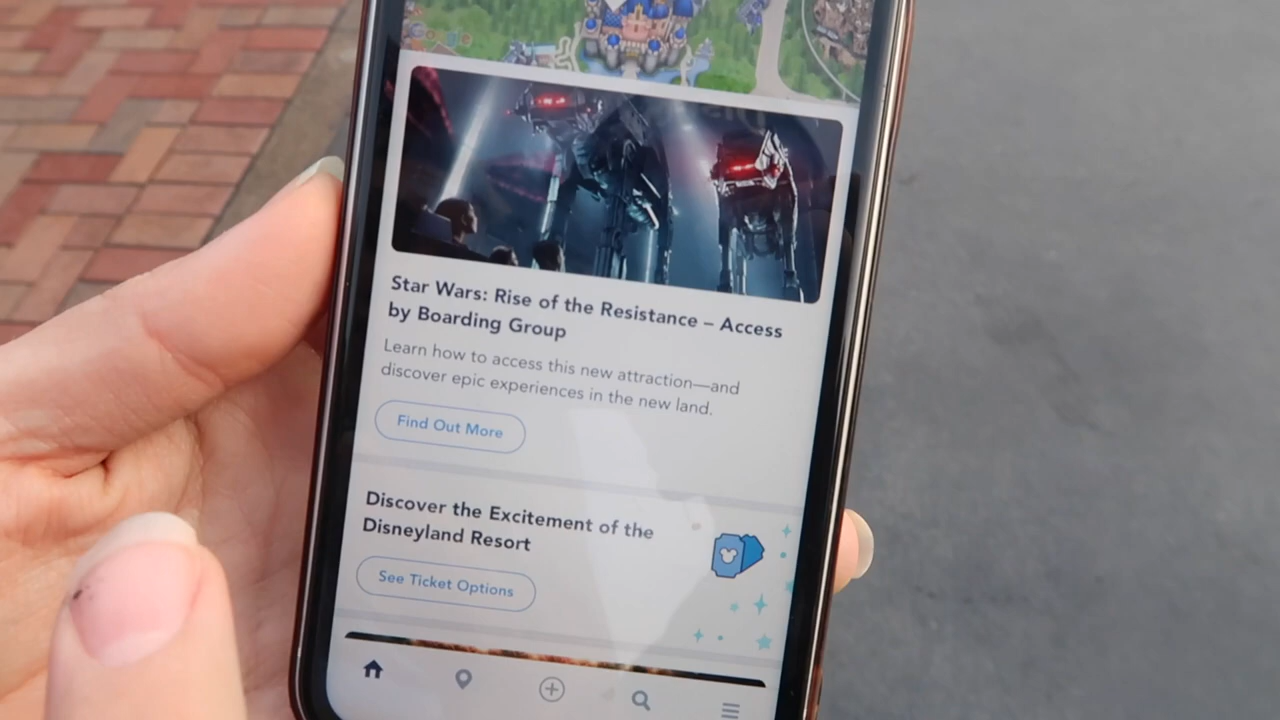 Google
Star Wars: Rise of the Resistance – Access
by Boarding Group
Learn how to access this new attraction—and
discover epic experiences in the new land.
Find Out More
Discover the Excitement of the
Disneyland Resort
See Ticket Options